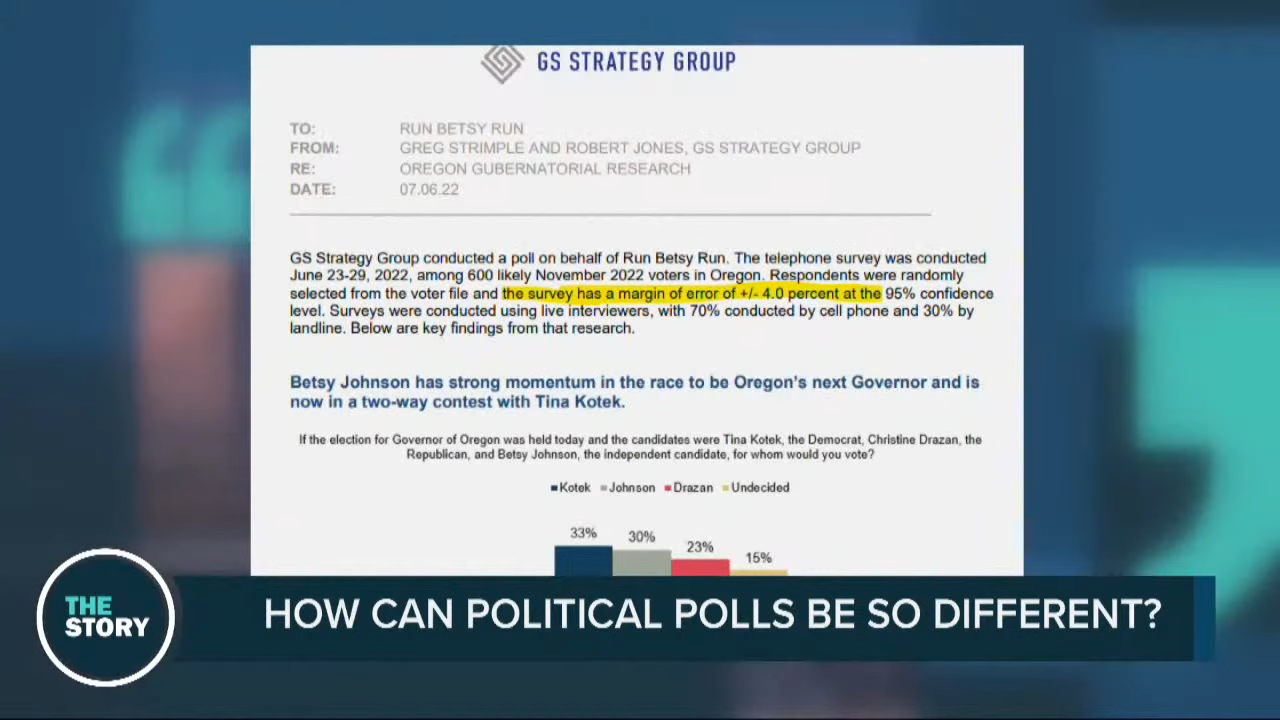 GS STRATEGY GROUP
TO: RUN BETSY RUN
FROM: GREG STRIMPLE AND ROBERT JONES, GS STRATEGY GROUP
RE: OREGON GUBERNATORIAL RESEARCH
DATE: 07.06.22
GS Strategy Group conducted a poll on behalf of Run Betsy Run. The telephone survey was conducted
June 23-29, 2022, among 600 likely November 2022 voters in Oregon. Respondents were randomly
selected from the voter file and the survey has a margin of error of +/- 4.0 percent at the 95% confidence
level. Surveys were conducted using live interviewers, with 70% conducted by cell phone and 30% by
landline. Below are key findings from that research.
Betsy Johnson has strong momentum in the race to be Oregon's next Governor and is
now in a two-way contest with Tina Kotek.
If the election for Governor of Oregon was held today and the candidates were Tina Kotek, the Democrat, Christine Drazan, the
Republican, and Betsy Johnson, the independent candidate, for whom would you vote?
Kotek Johnson Drazan Undecided
33% 30% 23% 15%
THE
STORY
HOW CAN POLITICAL POLLS BE SO DIFFERENT?